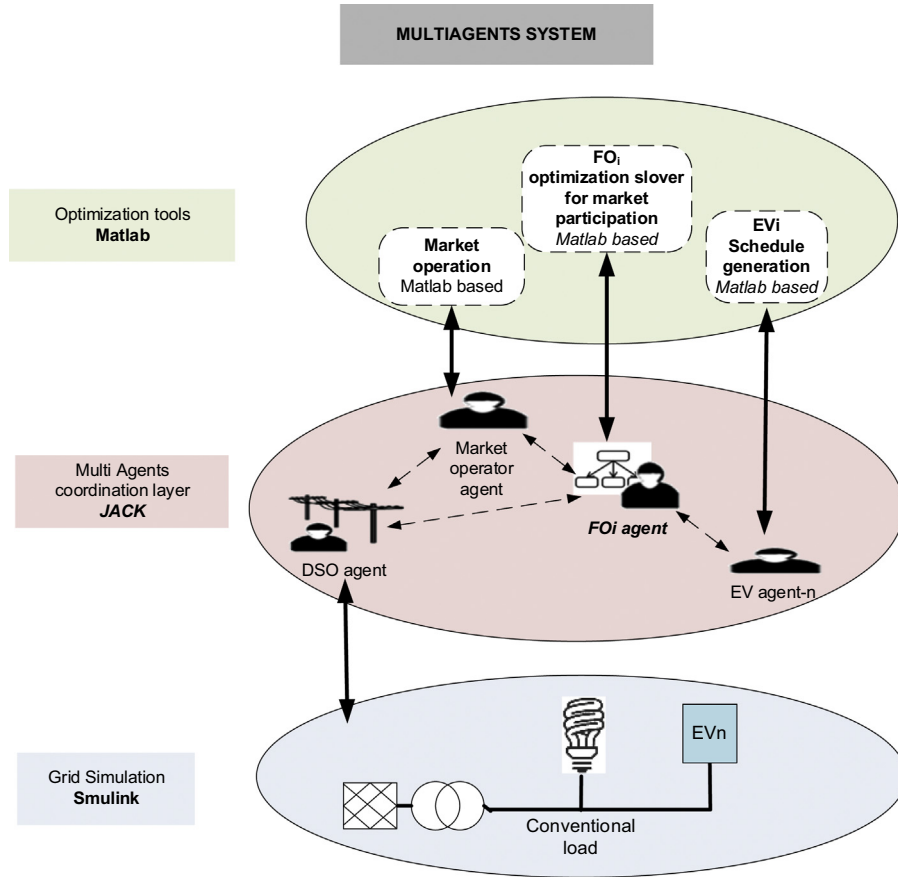 MULTIAGENTS SYSTEM
Optimization tools
Matlab
FOi
optimization slover
for market
participation
Matlab based
Market
operation
Matlab based
EVi
Schedule
generation
Matlab based
Multi Agents
coordination layer
JACK
Market
operator
agent
FOi agent
DSO agent
EV agent-n
Grid Simulation
Smulink
EVn
Conventional
load